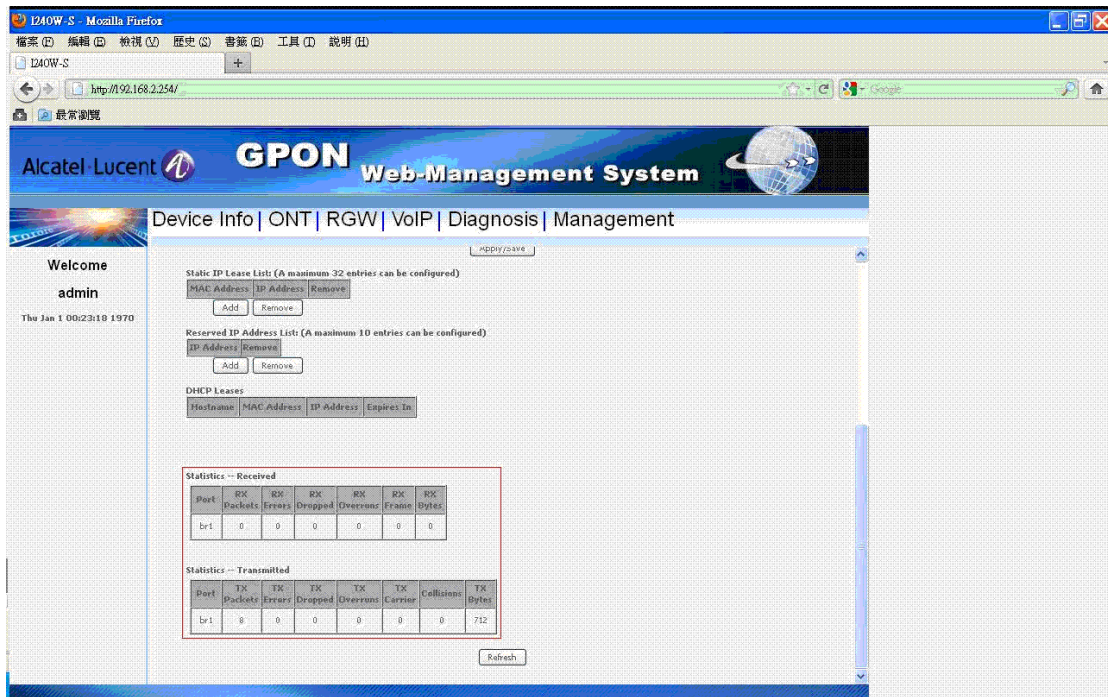 I240W-S - Mozilla Firefox
檔案(F) 編輯(E) 檢視(V) 歷史(S) 書籤(B) 工具(T) 說明(H)
I240W-S
+
http://192.168.2.254/
Google
最常瀏覽
Alcatel·Lucent
GPON Web-Management System
Device Info| ONT| RGW| VoIP| Diagnosis| Management
Welcome
admin
Thu Jan 1 00:23:18 1970
Apply/Save
Static IP Lease List: (A maximum 32 entries can be configured)
MAC Address IP Address Remove
Add Remove
Reserved IP Address List: (A maximum 10 entries can be configured)
IP Address Remove
Add Remove
DHCP Leases
Hostname MAC Address IP Address Expires In
Statistics -- Received
Port RX Packets RX Errors RX Dropped RX Overruns RX Frame RX Bytes
br1 0 0 0 0 0 0
Statistics -- Transmitted
Port TX Packets TX Errors TX Dropped TX Overruns TX Carrier Collisions TX Bytes
br1 8 0 0 0 0 0 712
Refresh